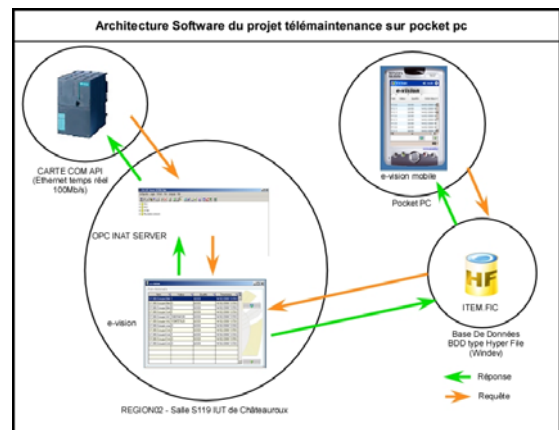 Architecture Software du projet télémaintenance sur pocket pc
CARTE COM API
(Ethernet temps réel
100Mb/s)
OPC INAT SERVER
e-vision
REGION02 - Salle S119 IUT de Châteauroux
e-vision
e-vision mobile
Pocket PC
HF
ITEM.FIC
Base De Données
BDD type Hyper File
(Windev)
Réponse
Requête